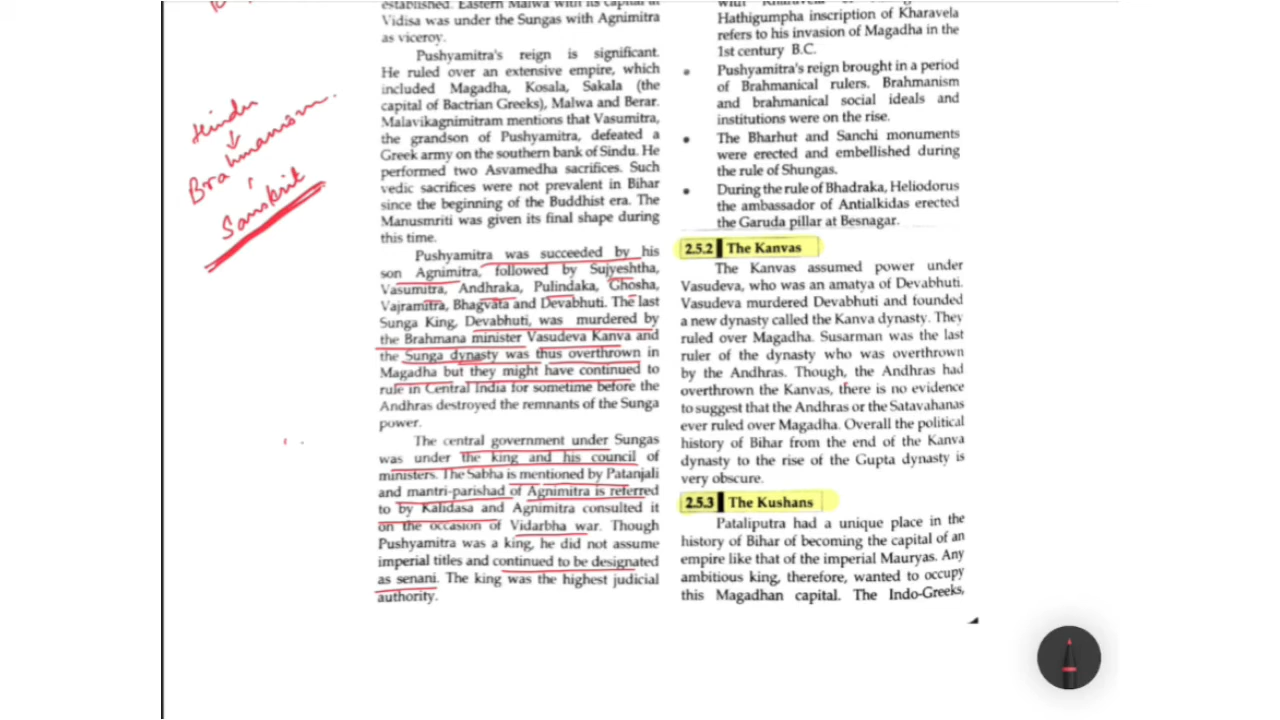 Hindu
↓
Brahmanism
Sanskrit
established. Eastern Malwa with its capital at
Vidisa was under the Sungas with Agnimitra
as viceroy.
Pushyamitra's reign is significant.
He ruled over an extensive empire, which
included Magadha, Kosala, Sakala (the
capital of Bactrian Greeks), Malwa and Berar.
Malavikagnimitram mentions that Vasumitra,
the grandson of Pushyamitra, defeated a
Greek army on the southern bank of Sindu. He
performed two Asvamedha sacrifices. Such
vedic sacrifices were not prevalent in Bihar
since the beginning of the Buddhist era. The
Manusmriti was given its final shape during
this time.
Pushyamitra was succeeded by his
son Agnimitra, followed by Sujyeshtha,
Vasumitra, Andhraka, Pulindaka, Ghosha,
Vajramitra, Bhagvata and Devabhuti. The last
Sunga King, Devabhuti, was murdered by
the Brahmana minister Vasudeva Kanva and
the Sunga dynasty was thus overthrown in
Magadha but they might have continued to
rule in Central India for sometime before the
Andhras destroyed the remnants of the Sunga
power.
The central government under Sungas
was under the king and his council of
ministers. The Sabha is mentioned by Patanjali
and mantri-parishad of Agnimitra is referred
to by Kalidasa and Agnimitra consulted it
on the occasion of Vidarbha war. Though
Pushyamitra was a king, he did not assume
imperial titles and continued to be designated
as senani. The king was the highest judicial
authority.
Hathigumpha inscription of Kharavela
refers to his invasion of Magadha in the
1st century B.C.
• Pushyamitra's reign brought in a period
of Brahmanical rulers. Brahmanism
and brahmanical social ideals and
institutions were on the rise.
• The Bharhut and Sanchi monuments
were erected and embellished during
the rule of Shungas.
• During the rule of Bhadraka, Heliodorus
the ambassador of Antialkidas erected
the Garuda pillar at Besnagar.
2.5.2 The Kanvas
The Kanvas assumed power under
Vasudeva, who was an amatya of Devabhuti.
Vasudeva murdered Devabhuti and founded
a new dynasty called the Kanva dynasty. They
ruled over Magadha. Susarman was the last
ruler of the dynasty who was overthrown
by the Andhras. Though, the Andhras had
overthrown the Kanvas, there is no evidence
to suggest that the Andhras or the Satavahanas
ever ruled over Magadha. Overall the political
history of Bihar from the end of the Kanva
dynasty to the rise of the Gupta dynasty is
very obscure.
2.5.3 The Kushans
Pataliputra had a unique place in the
history of Bihar of becoming the capital of an
empire like that of the imperial Mauryas. Any
ambitious king, therefore, wanted to occupy
this Magadhan capital. The Indo-Greeks,